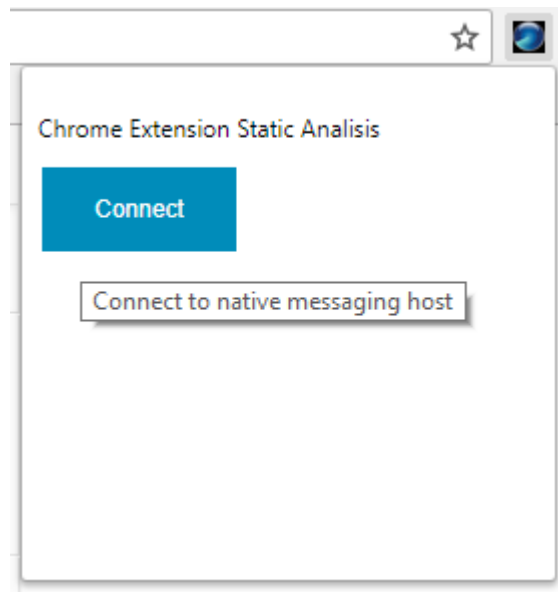 Chrome Extension Static Analisis
Connect
Connect to native messaging host